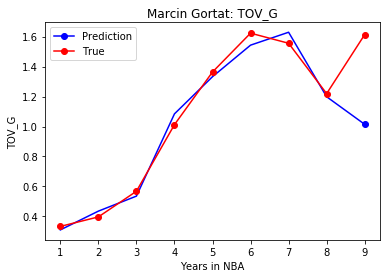 Marcin Gortat: TOV_G
Prediction
True
TOV_G
1.6
1.4
1.2
1.0
0.8
0.6
0.4
1 2 3 4 5 6 7 8 9
Years in NBA